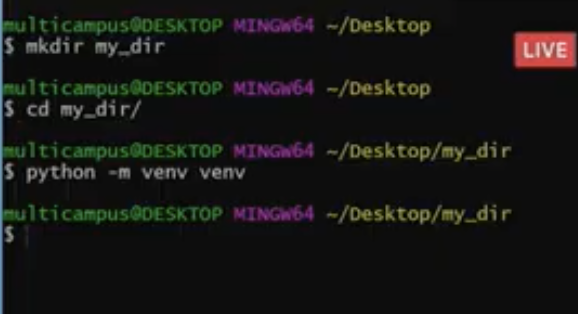 multicampus@DESKTOP MINGW64 ~/Desktop
$ mkdir my_dir
LIVE
multicampus@DESKTOP MINGW64 ~/Desktop
$ cd my_dir/
multicampus@DESKTOP MINGW64 ~/Desktop/my_dir
$ python -m venv venv
multicampus@DESKTOP MINGW64 ~/Desktop/my_dir
$